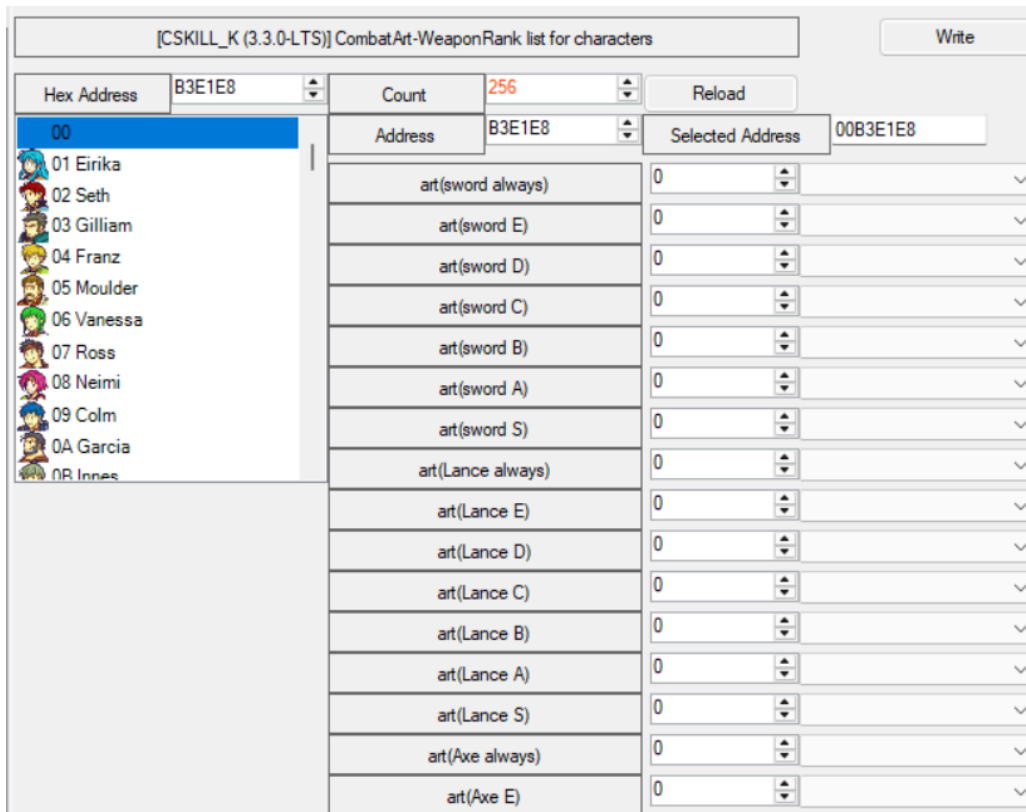 [CSKILL_K (3.3.0-LTS)] CombatArt-WeaponRank list for characters
Write
Hex Address B3E1E8 Count 256 Reload
Address B3E1E8 Selected Address 00B3E1E8
00
01 Eirika
02 Seth
03 Gilliam
04 Franz
05 Moulder
06 Vanessa
07 Ross
08 Neimi
09 Colm
0A Garcia
0B Innes
art(sword always) 0
art(sword E) 0
art(sword D) 0
art(sword C) 0
art(sword B) 0
art(sword A) 0
art(sword S) 0
art(Lance always) 0
art(Lance E) 0
art(Lance D) 0
art(Lance C) 0
art(Lance B) 0
art(Lance A) 0
art(Lance S) 0
art(Axe always) 0
art(Axe E) 0